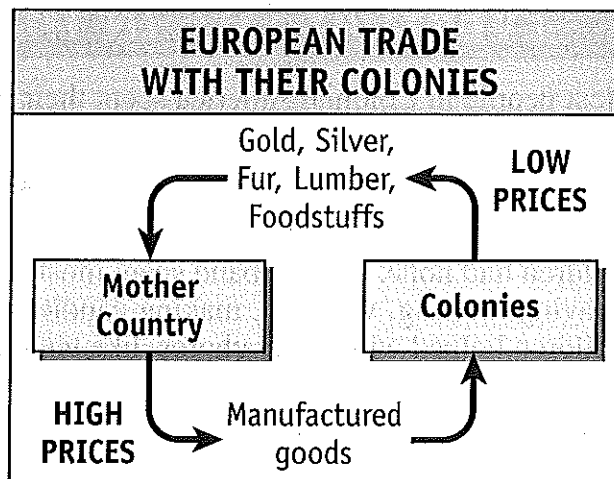 EUROPEAN TRADE
WITH THEIR COLONIES
Gold, Silver,
Fur, Lumber,
Foodstuffs
LOW
PRICES
Mother
Country
Colonies
HIGH
PRICES
Manufactured
goods